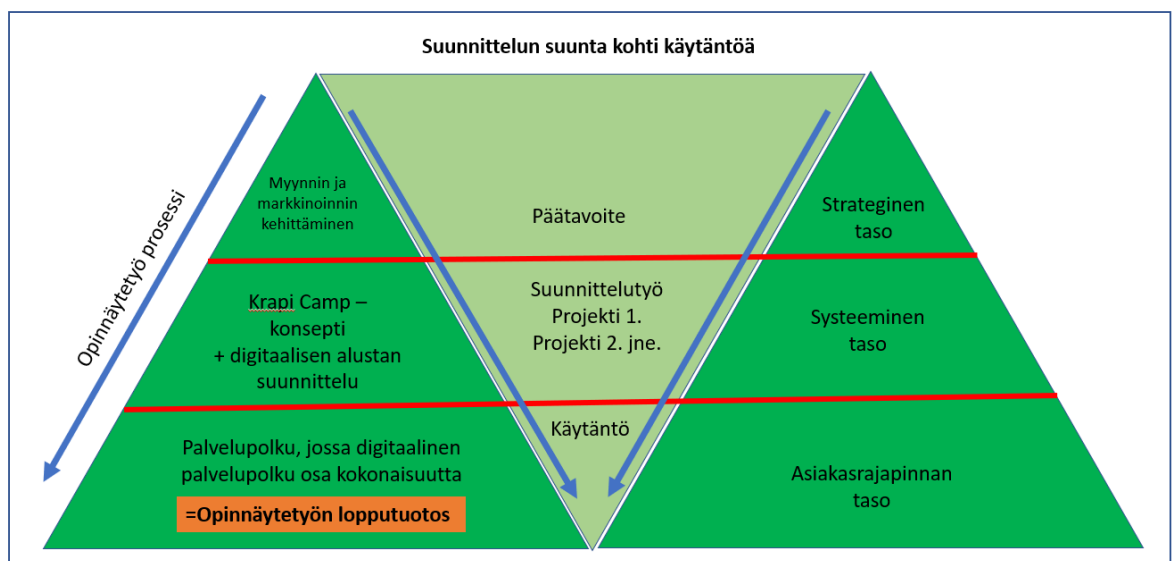 Suunnittelun suunta kohti käytäntöä
Opinnäytetyö prosessi
Myynnin ja
markkinoinnin
kehittäminen
Krapi Camp –
konsepti
+ digitaalisen alustan
suunnittelu
Palvelupolku, jossa digitaalinen
palvelupolku osa kokonaisuutta
=Opinnäytetyön lopputuotos
Päätavoite
Suunnittelutyö
Projekti 1.
Projekti 2. jne.
Käytäntö
Strateginen
taso
Systeeminen
taso
Asiakasrajapinnan
taso